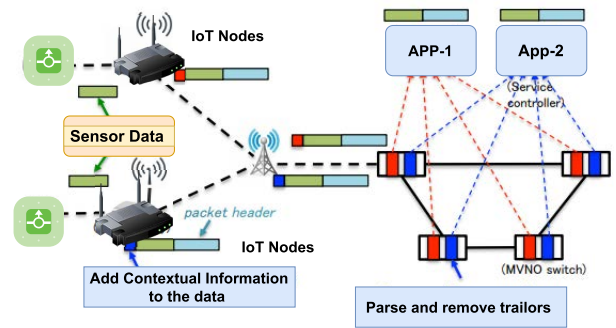 IoT Nodes
APP-1
App-2
(Service
controller)
Sensor Data
packet header
IoT Nodes
Add Contextual Information
to the data
(MVNO switch)
Parse and remove trailors